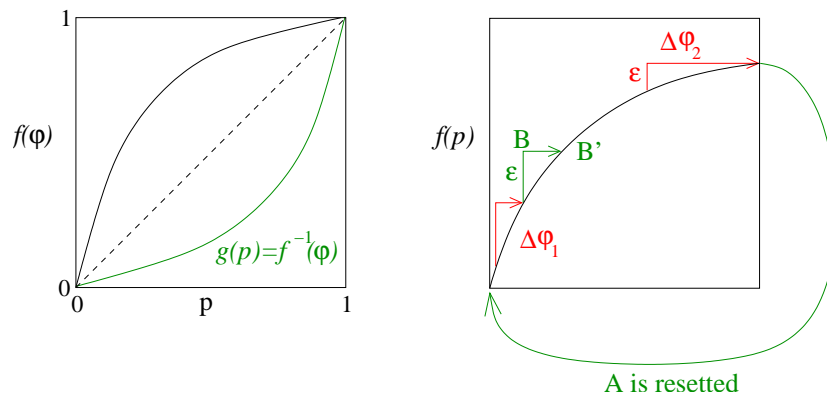 1
f(φ)
g(p)=f⁻¹(φ)
0
0
p
1
Δφ₂
ε
f(p)
B
B'
ε
Δφ₁
A is resetted